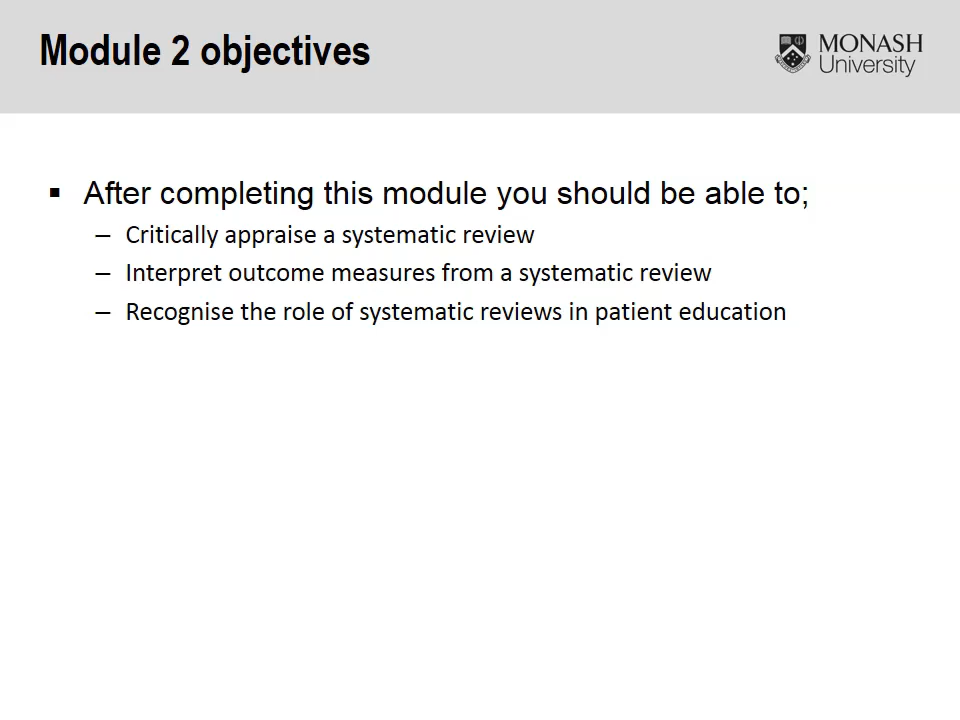 Module 2 objectives
MONASH
University
▪ After completing this module you should be able to;
– Critically appraise a systematic review
– Interpret outcome measures from a systematic review
– Recognise the role of systematic reviews in patient education